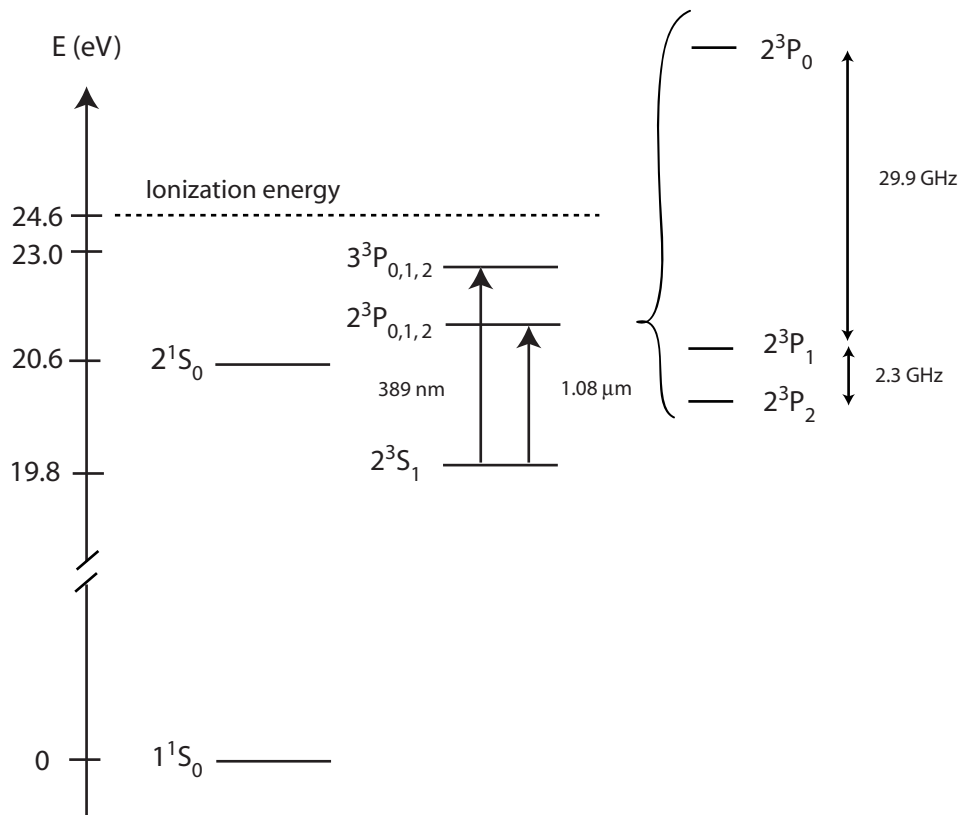 E (eV)
2³P₀
29.9 GHz
Ionization energy
24.6
23.0
3³P₀,₁,₂
2³P₀,₁,₂
2³P₁
20.6
2¹S₀
389 nm
1.08 μm
2.3 GHz
2³P₂
2³S₁
19.8
0
1¹S₀